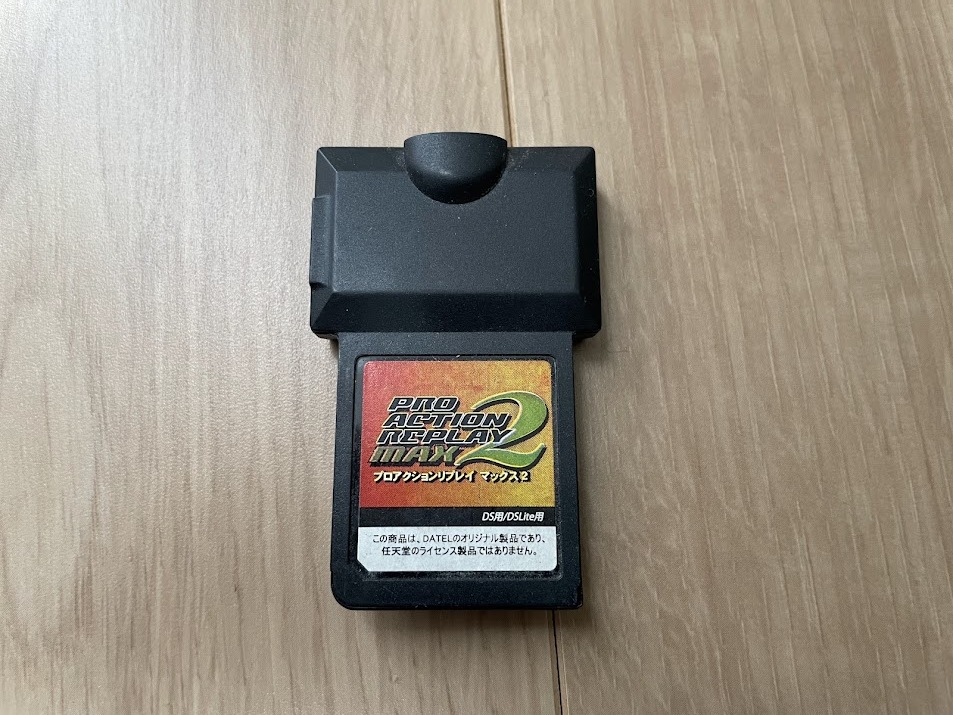 PRO
ACTION
REPLAY
MAX 2
プロアクションリプレイ マックス2
DS用/DSLite用
この商品は、DATELのオリジナル製品であり、
任天堂のライセンス製品ではありません。